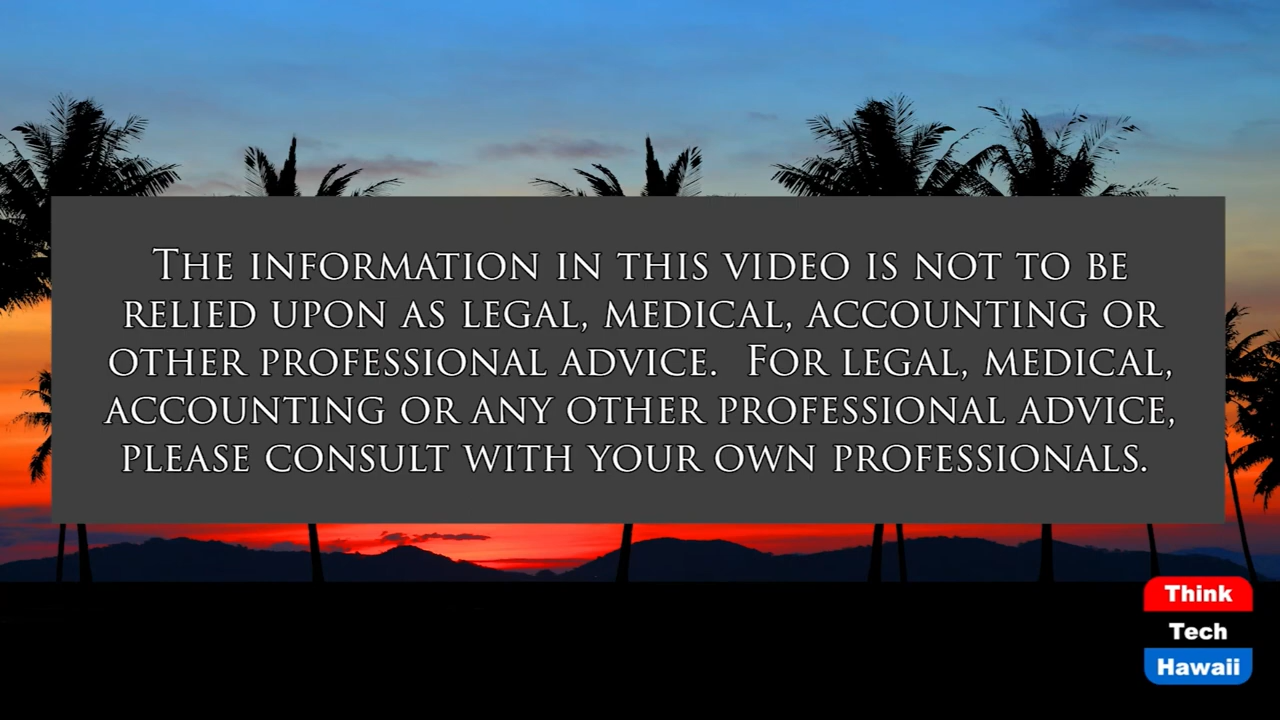 The information in this video is not to be
relied upon as legal, medical, accounting or
other professional advice.  For legal, medical,
accounting or any other professional advice,
please consult with your own professionals.
Think
Tech
Hawaii